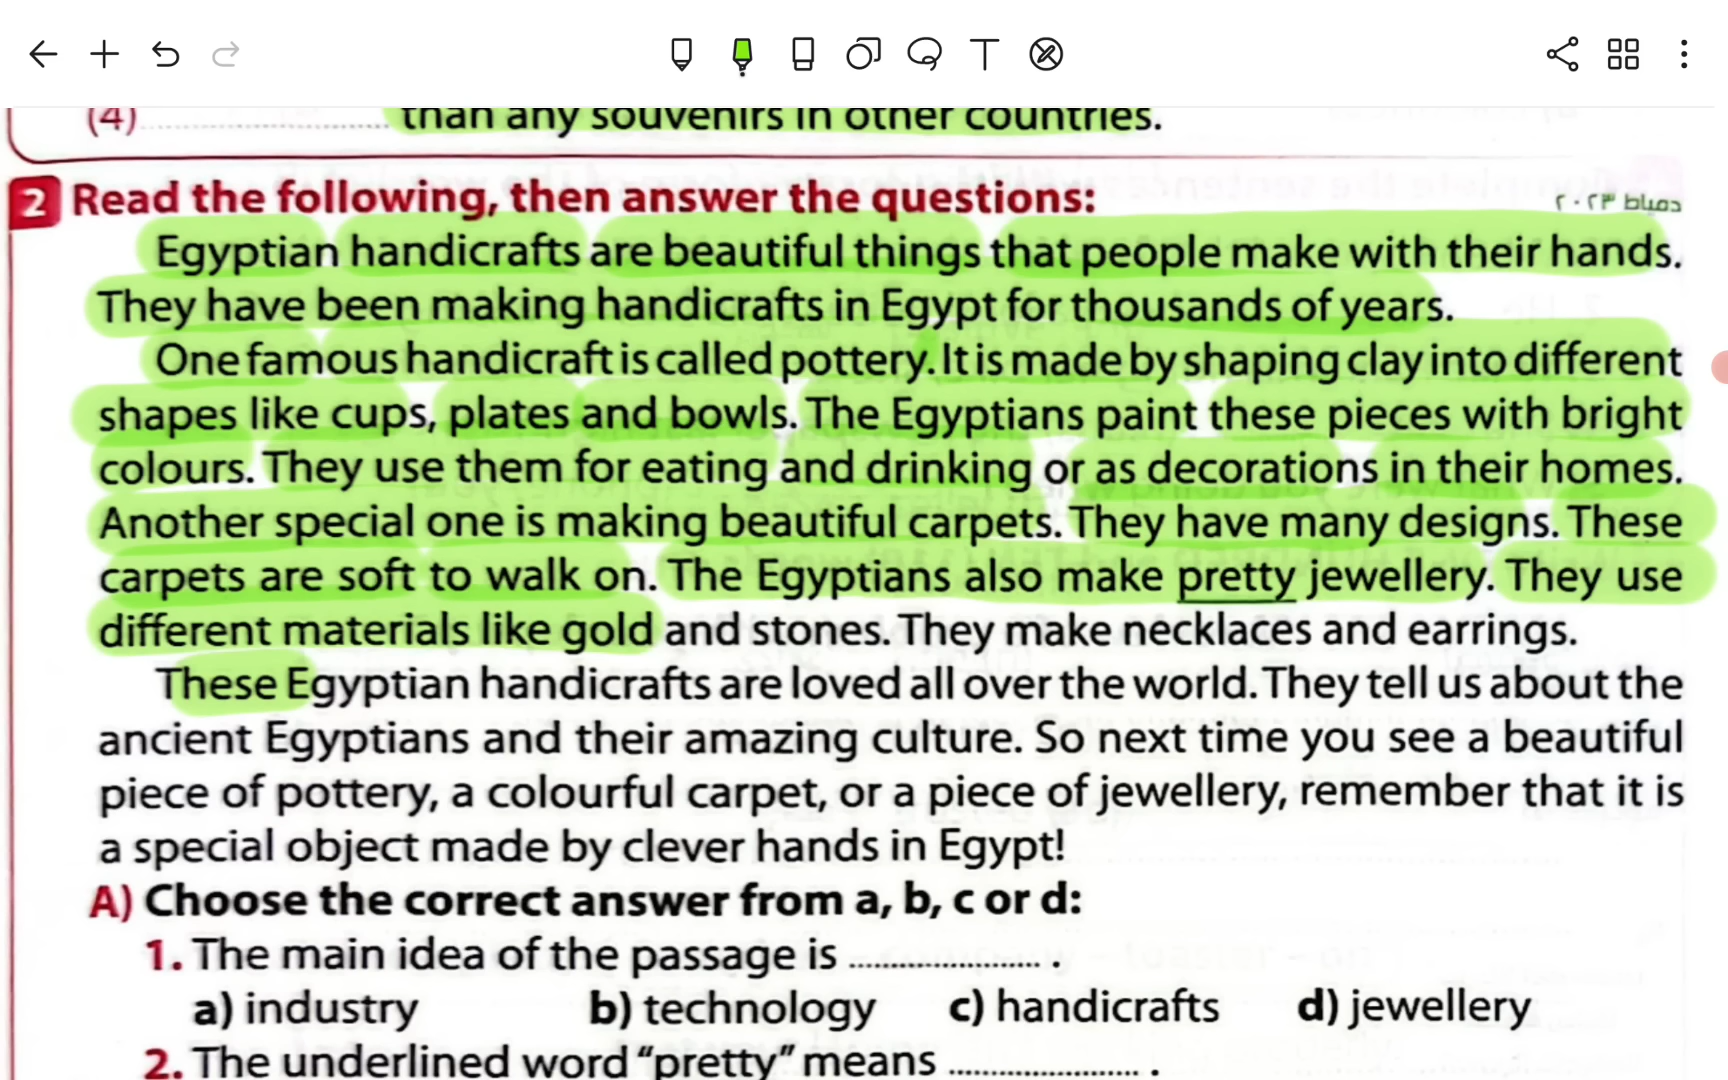 (4) ........................ than any souvenirs in other countries.
2 Read the following, then answer the questions:
دمياط ٢٠٢٣
Egyptian handicrafts are beautiful things that people make with their hands.
They have been making handicrafts in Egypt for thousands of years.
One famous handicraft is called pottery. It is made by shaping clay into different
shapes like cups, plates and bowls. The Egyptians paint these pieces with bright
colours. They use them for eating and drinking or as decorations in their homes.
Another special one is making beautiful carpets. They have many designs. These
carpets are soft to walk on. The Egyptians also make pretty jewellery. They use
different materials like gold and stones. They make necklaces and earrings.
These Egyptian handicrafts are loved all over the world. They tell us about the
ancient Egyptians and their amazing culture. So next time you see a beautiful
piece of pottery, a colourful carpet, or a piece of jewellery, remember that it is
a special object made by clever hands in Egypt!
A) Choose the correct answer from a, b, c or d:
1. The main idea of the passage is ........................ .
a) industry b) technology c) handicrafts d) jewellery
2. The underlined word “pretty” means ........................ .